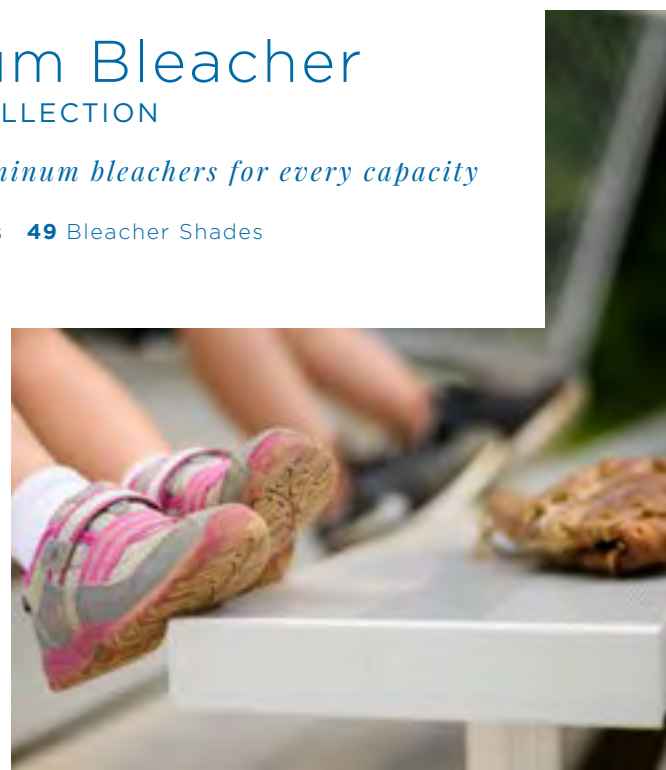 um Bleacher
LLECTION
minum bleachers for every capacity
s 49 Bleacher Shades